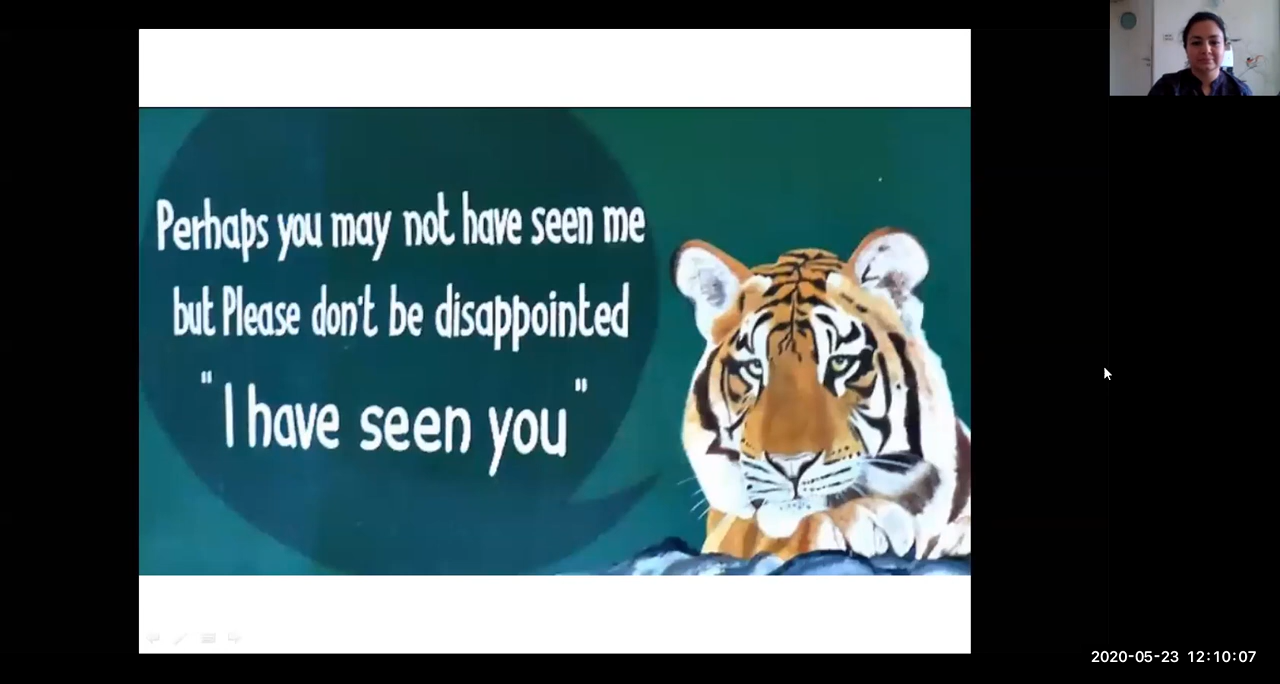 Perhaps you may not have seen me
but Please don't be disappointed
"I have seen you"
2020-05-23 12:10:07